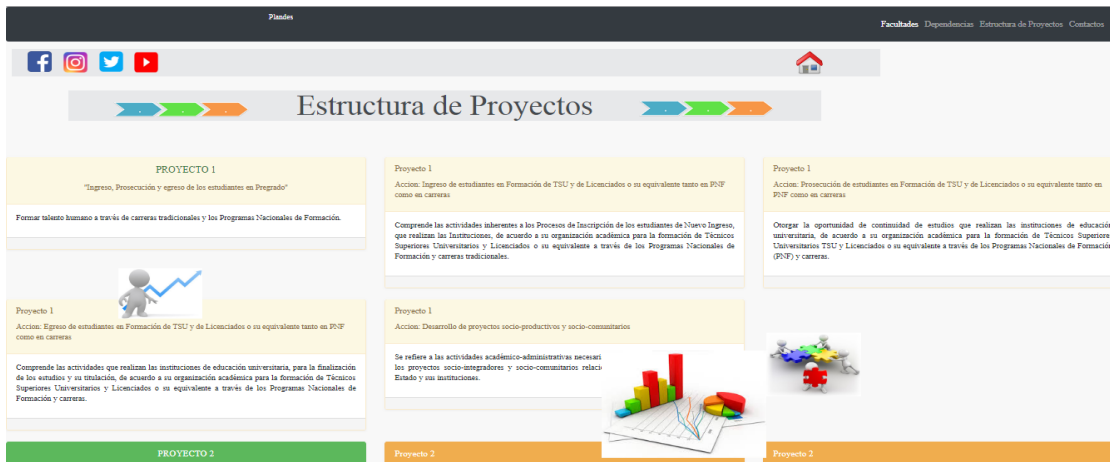 Plandes
Facultades Dependencias Estructura de Proyectos Contactos
Estructura de Proyectos
PROYECTO 1
"Ingreso, Prosecución y egreso de los estudiantes en Pregrado"
Formar talento humano a través de carreras tradicionales y los Programas Nacionales de Formación.
Proyecto 1
Accion: Ingreso de estudiantes en Formación de TSU y de Licenciados o su equivalente tanto en PNF
como en carreras
Comprende las actividades inherentes a los Procesos de Inscripción de los estudiantes de Nuevo Ingreso,
que realizan las Instituciones, de acuerdo a su organización académica para la formación de Técnicos
Superiores Universitarios y Licenciados o su equivalente a través de los Programas Nacionales de
Formación y carreras tradicionales.
Proyecto 1
Accion: Prosecución de estudiantes en Formación de TSU y de Licenciados o su equivalente tanto en
PNF como en carreras
Otorgar la oportunidad de continuidad de estudios que realizan las instituciones de educación
universitaria, de acuerdo a su organización académica para la formación de Técnicos Superiores
Universitarios TSU y Licenciados o su equivalente a través de los Programas Nacionales de Formación
(PNF) y carreras.
Proyecto 1
Accion: Egreso de estudiantes en Formación de TSU y de Licenciados o su equivalente tanto en PNF
como en carreras
Comprende las actividades que realizan las instituciones de educación universitaria, para la finalización
de los estudios y su titulación, de acuerdo a su organización académica para la formación de Técnicos
Superiores Universitarios y Licenciados o su equivalente a través de los Programas Nacionales de
Formación y carreras.
Proyecto 1
Accion: Desarrollo de proyectos socio-productivos y socio-comunitarios
Se refiere a las actividades académico-administrativas
los proyectos socio-integradores y socio-comunitarios
Estado y sus instituciones.
PROYECTO 2
Proyecto 2
Proyecto 2